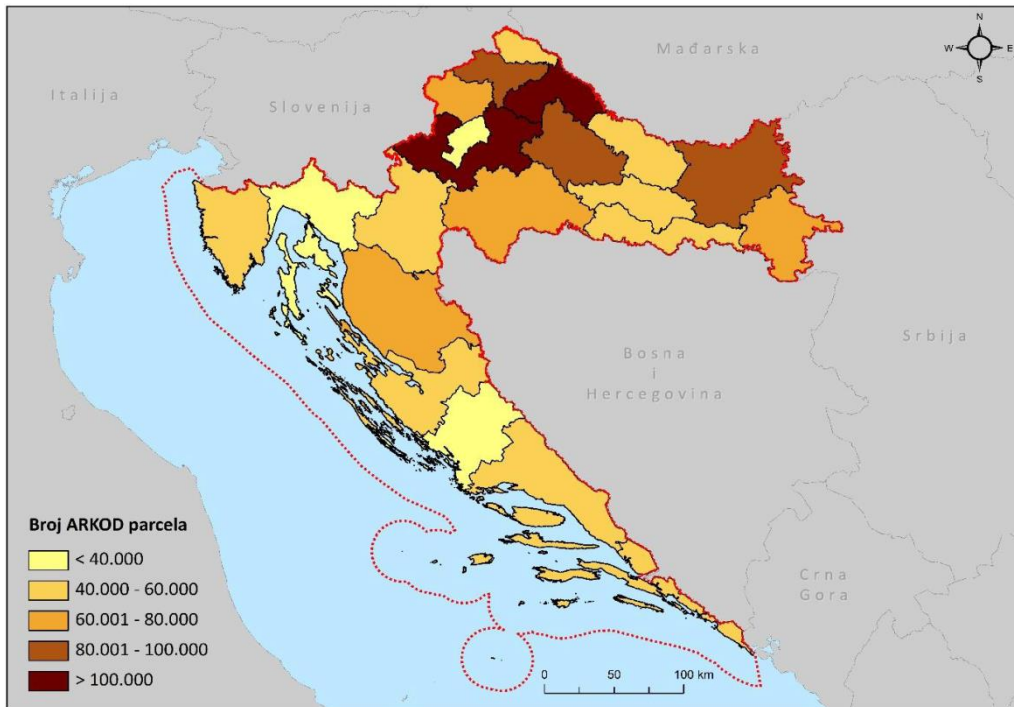 N
W E
S
Mađarska
Italija
Slovenija
Srbija
Bosna
i
Hercegovina
Crna
Gora
Broj ARKOD parcela
< 40.000
40.000 - 60.000
60.001 - 80.000
80.001 - 100.000
> 100.000
0 50 100 km